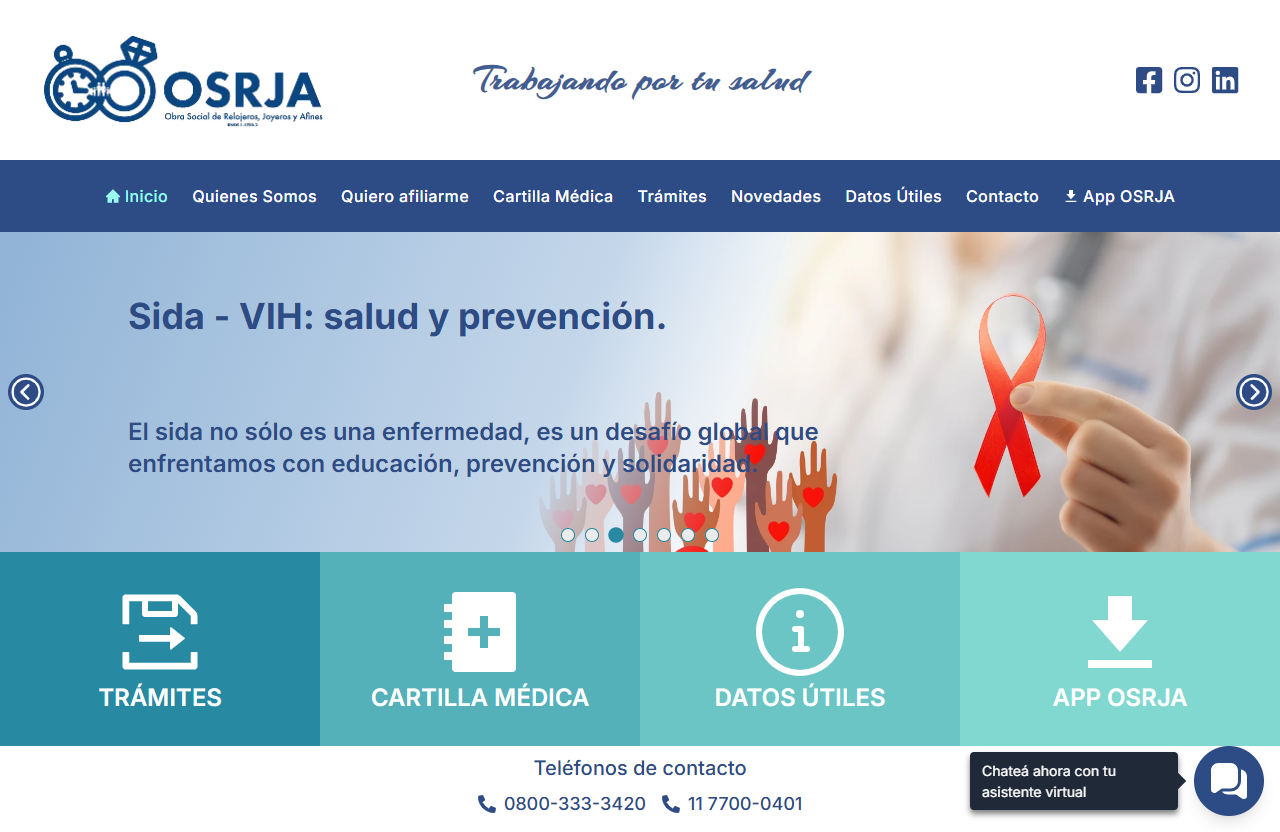 OSRJA
Obra Social de Relojeros, Joyeros y Afines
Trabajando por tu salud
Inicio
Quienes Somos
Quiero afiliarme
Cartilla Médica
Trámites
Novedades
Datos Útiles
Contacto
App OSRJA
Sida - VIH: salud y prevención.
El sida no sólo es una enfermedad, es un desafío global que
enfrentamos con educación, prevención y solidaridad.
TRÁMITES
CARTILLA MÉDICA
DATOS ÚTILES
APP OSRJA
Teléfonos de contacto
0800-333-3420
11 7700-0401
Chateá ahora con tu
asistente virtual